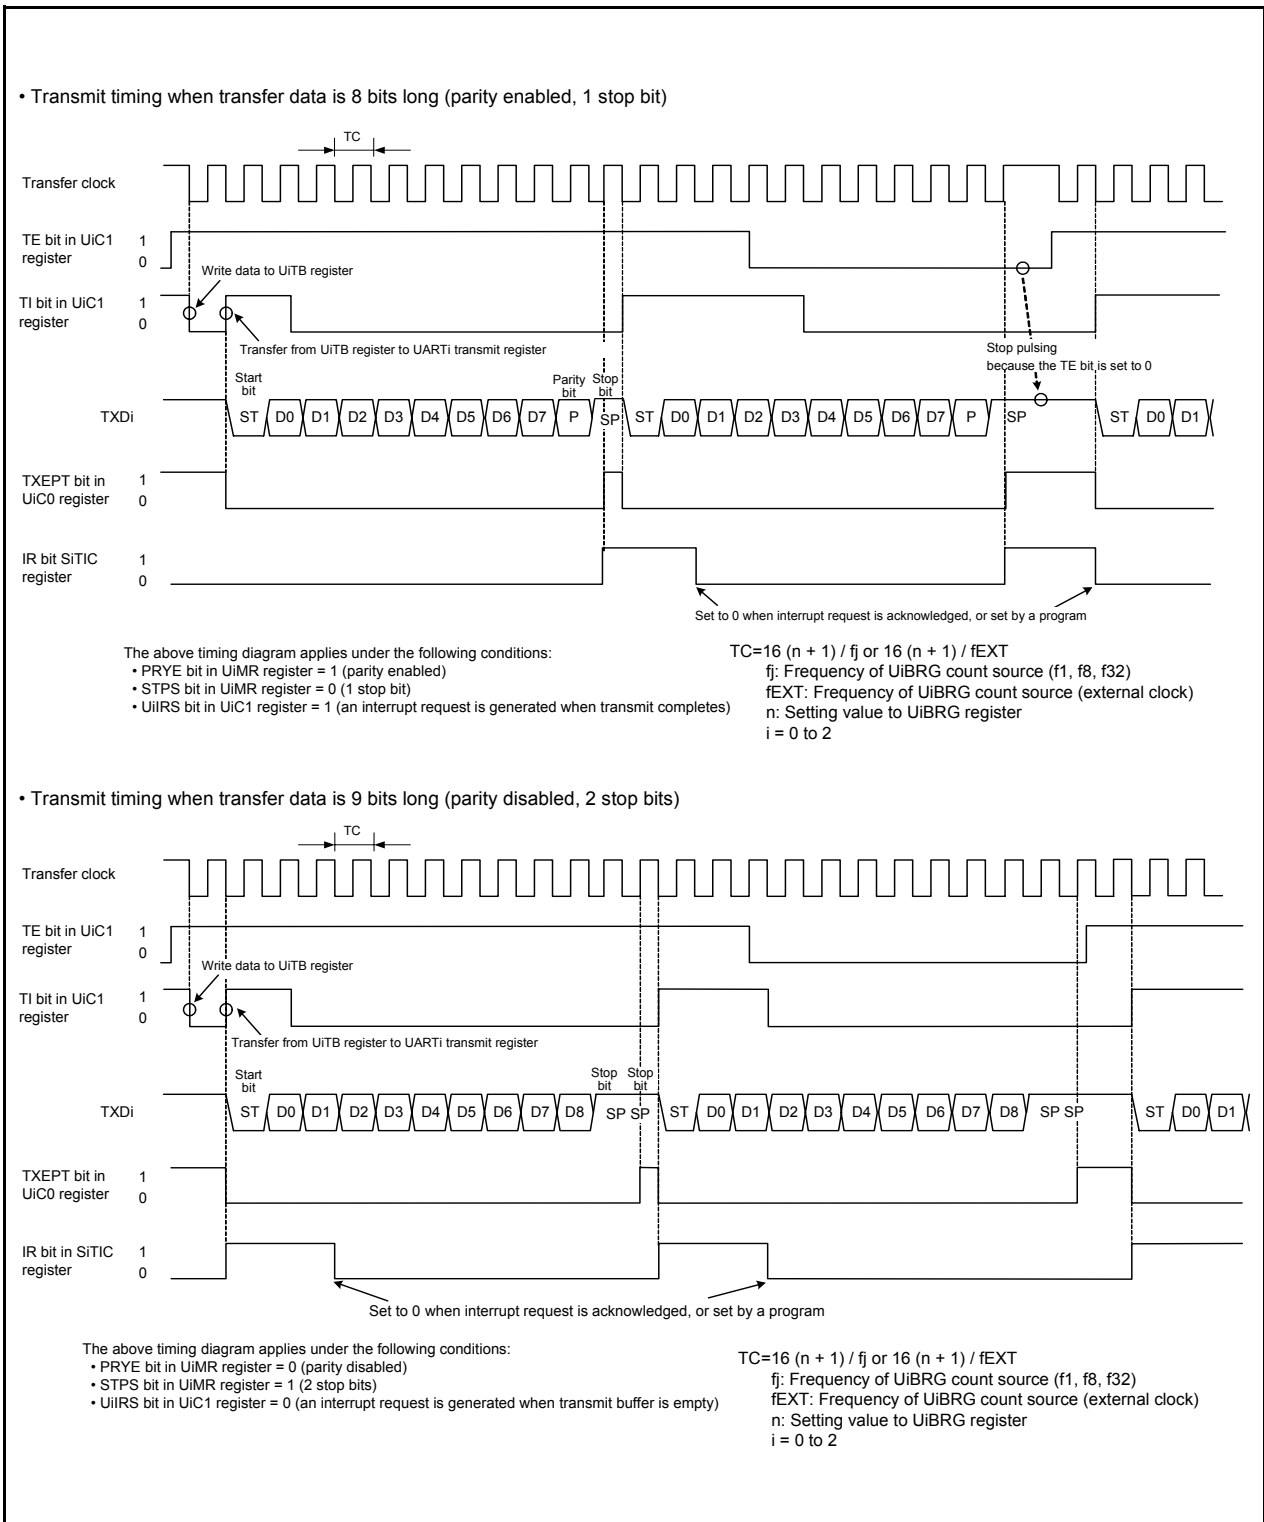 • Transmit timing when transfer data is 8 bits long (parity enabled, 1 stop bit)
TC
Transfer clock
TE bit in UiC1
register
1
0
Write data to UiTB register
TI bit in UiC1
register
1
0
Transfer from UiTB register to UARTi transmit register
Stop pulsing
because the TE bit is set to 0
Start
bit
Parity
bit
Stop
bit
TXDi
ST D0 D1 D2 D3 D4 D5 D6 D7 P SP ST D0 D1 D2 D3 D4 D5 D6 D7 P SP ST D0 D1
TXEPT bit in
UiC0 register
1
0
IR bit SiTIC
register
1
0
Set to 0 when interrupt request is acknowledged, or set by a program
The above timing diagram applies under the following conditions:
• PRYE bit in UiMR register = 1 (parity enabled)
• STPS bit in UiMR register = 0 (1 stop bit)
• UiIRS bit in UiC1 register = 1 (an interrupt request is generated when transmit completes)
TC=16 (n + 1) / fj or 16 (n + 1) / fEXT
fj: Frequency of UiBRG count source (f1, f8, f32)
fEXT: Frequency of UiBRG count source (external clock)
n: Setting value to UiBRG register
i = 0 to 2
• Transmit timing when transfer data is 9 bits long (parity disabled, 2 stop bits)
TC
Transfer clock
TE bit in UiC1
register
1
0
Write data to UiTB register
TI bit in UiC1
register
1
0
Transfer from UiTB register to UARTi transmit register
Start
bit
Stop
bit
Stop
bit
TXDi
ST D0 D1 D2 D3 D4 D5 D6 D7 D8 SP SP ST D0 D1 D2 D3 D4 D5 D6 D7 D8 SP SP ST D0 D1
TXEPT bit in
UiC0 register
1
0
IR bit in SiTIC
register
1
0
Set to 0 when interrupt request is acknowledged, or set by a program
The above timing diagram applies under the following conditions:
• PRYE bit in UiMR register = 0 (parity disabled)
• STPS bit in UiMR register = 1 (2 stop bits)
• UiIRS bit in UiC1 register = 0 (an interrupt request is generated when transmit buffer is empty)
TC=16 (n + 1) / fj or 16 (n + 1) / fEXT
fj: Frequency of UiBRG count source (f1, f8, f32)
fEXT: Frequency of UiBRG count source (external clock)
n: Setting value to UiBRG register
i = 0 to 2